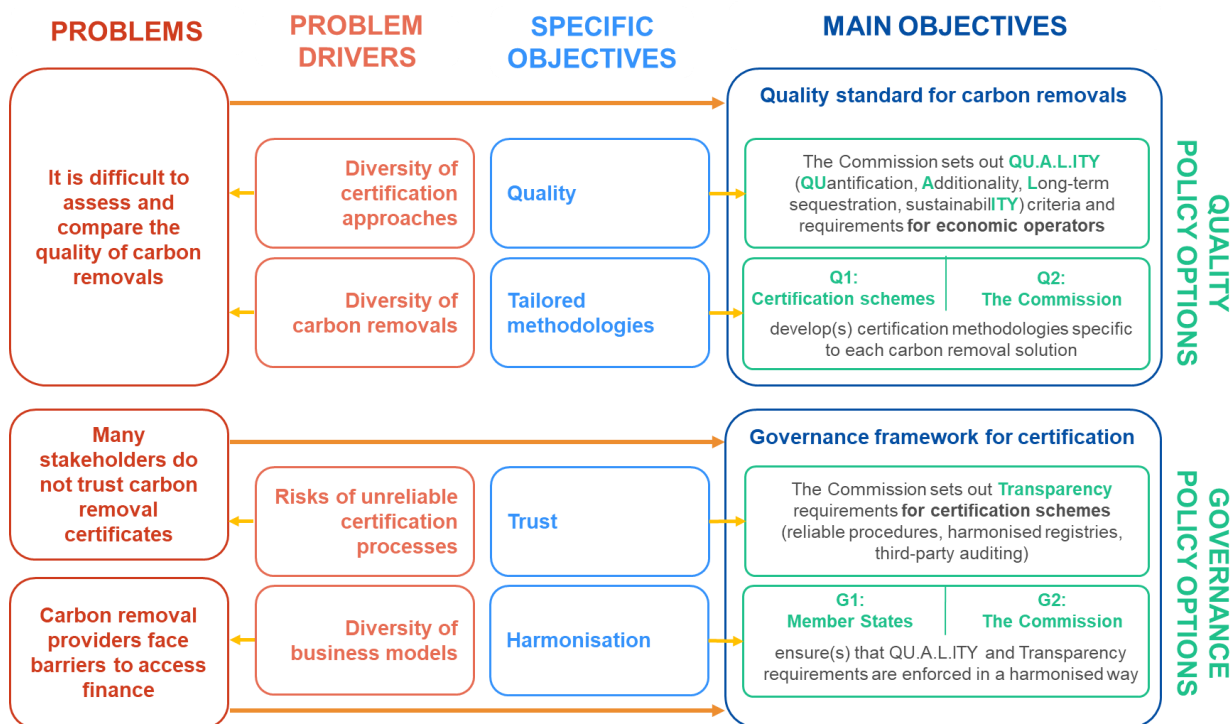 PROBLEMS
PROBLEM
DRIVERS
SPECIFIC
OBJECTIVES
MAIN OBJECTIVES
It is difficult to
assess and
compare the
quality of carbon
removals
Diversity of
certification
approaches
Quality
Quality standard for carbon removals
The Commission sets out QU.A.L.ITY
(QUantification, Additionality, Long-term
sequestration, sustainabilITY) criteria and
requirements for economic operators
Diversity
of carbon removals
Tailored
methodologies
Q1:
Certification schemes
Q2:
The Commission
develop(s) certification methodologies specific
to each carbon removal solution
QUALITY
POLICY OPTIONS
Many
stakeholders do
not trust carbon
removal
certificates
Risks of unreliable
certification
processes
Trust
Governance framework for certification
The Commission sets out Transparency
requirements for certification schemes
(reliable procedures, harmonised registries,
third-party auditing)
Carbon removal
providers face
barriers to access
finance
Diversity of
business models
Harmonisation
G1:
Member States
G2:
The Commission
ensure(s) that QU.A.L.ITY and Transparency
requirements are enforced in a harmonised way
GOVERNANCE
POLICY OPTIONS